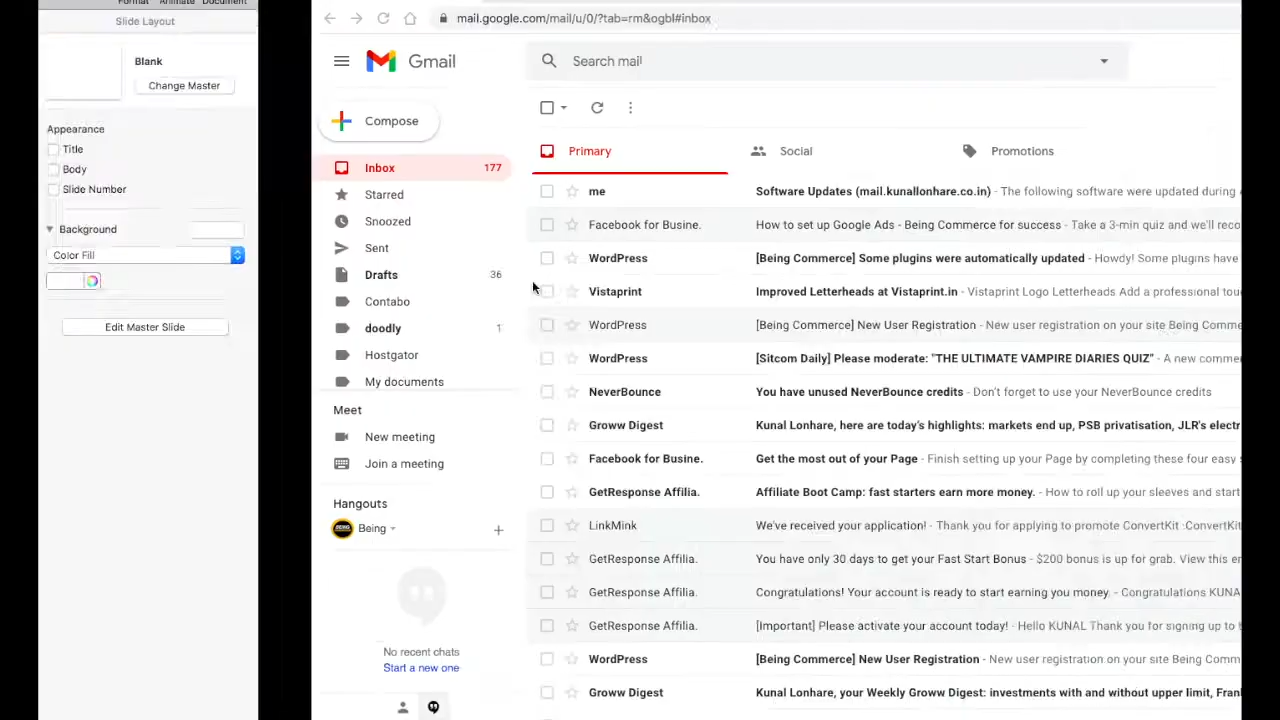 Format Animate Document
Slide Layout
Blank
Change Master
Appearance
Title
Body
Slide Number
Background
Color Fill
Edit Master Slide
mail.google.com/mail/u/0/?tab=rm&ogbl#inbox
Gmail
Search mail
Compose
Inbox 177
Starred
Snoozed
Sent
Drafts 36
Contabo
doodly 1
Hostgator
My documents
Meet
New meeting
Join a meeting
Hangouts
Being
No recent chats
Start a new one
Primary Social Promotions
me Software Updates (mail.kunallonhare.co.in) - The following software were updated during
Facebook for Busine. How to set up Google Ads - Being Commerce for success - Take a 3-min quiz and we'll reco
WordPress [Being Commerce] Some plugins were automatically updated - Howdy! Some plugins have
Vistaprint Improved Letterheads at Vistaprint.in - Vistaprint Logo Letterheads Add a professional tou
WordPress [Being Commerce] New User Registration - New user registration on your site Being Comme
WordPress [Sitcom Daily] Please moderate: "THE ULTIMATE VAMPIRE DIARIES QUIZ" - A new comme
NeverBounce You have unused NeverBounce credits - Don't forget to use your NeverBounce credits
Groww Digest Kunal Lonhare, here are today's highlights: markets end up, PSB privatisation, JLR's electr
Facebook for Busine. Get the most out of your Page - Finish setting up your Page by completing these four easy
GetResponse Affilia. Affiliate Boot Camp: fast starters earn more money. - How to roll up your sleeves and start
LinkMink We've received your application! - Thank you for applying to promote ConvertKit :ConvertKit
GetResponse Affilia. You have only 30 days to get your Fast Start Bonus - $200 bonus is up for grab. View this e
GetResponse Affilia. Congratulations! Your account is ready to start earning you money. - Congratulations KUNA
GetResponse Affilia. [Important] Please activate your account today! - Hello KUNAL Thank you for signing up to
WordPress [Being Commerce] New User Registration - New user registration on your site Being Comm
Groww Digest Kunal Lonhare, your Weekly Groww Digest: investments with and without upper limit, Fran